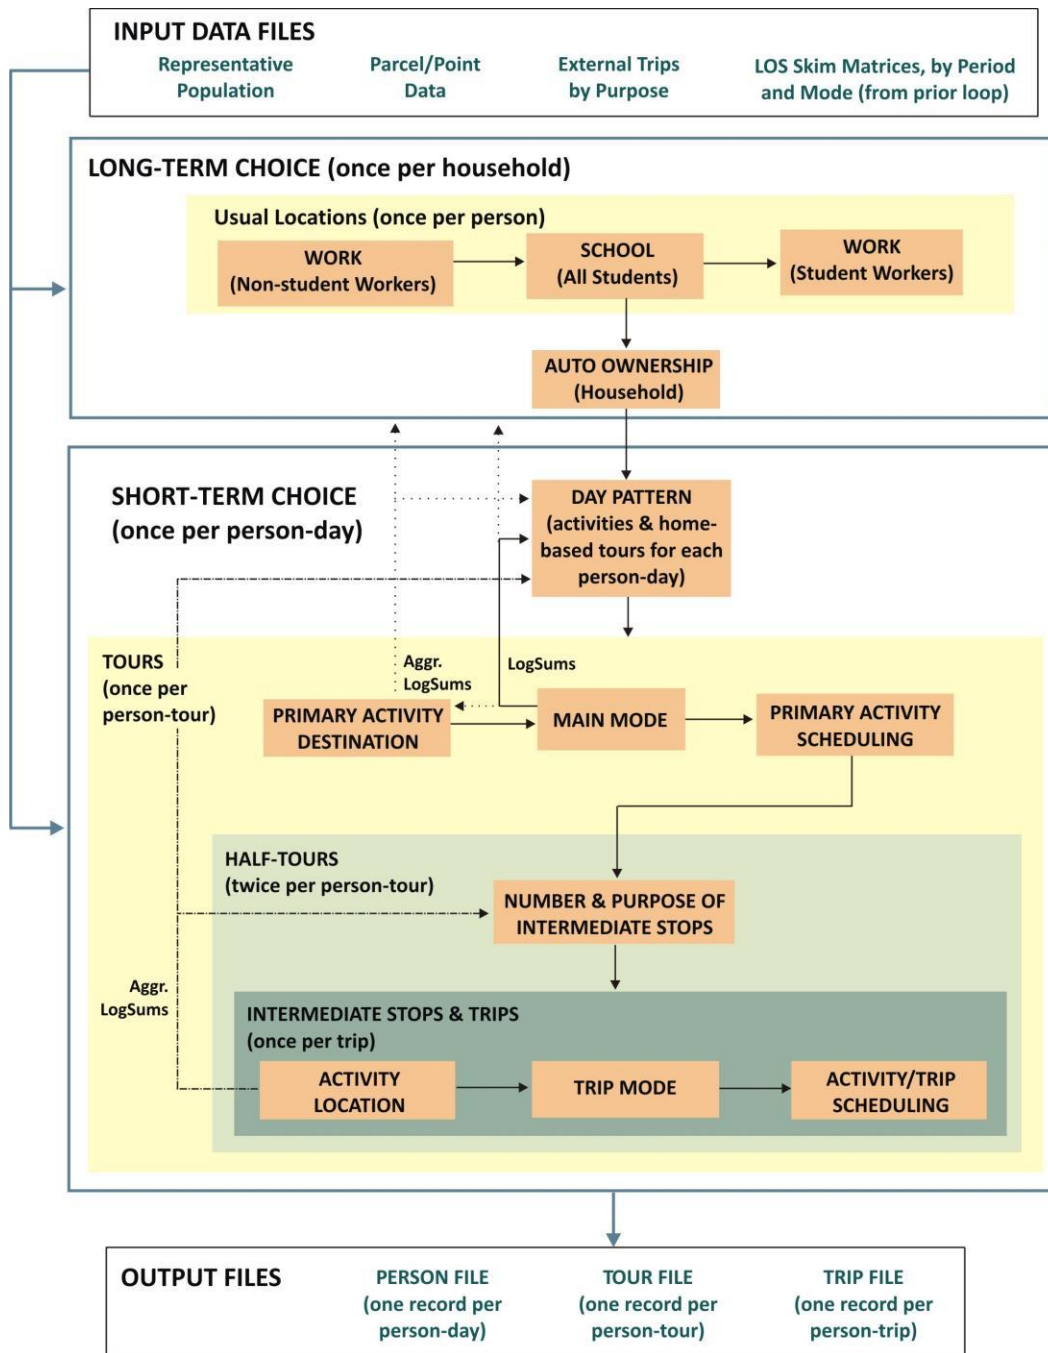 INPUT DATA FILES
Representative
Population
Parcel/Point
Data
External Trips
by Purpose
LOS Skim Matrices, by Period
and Mode (from prior loop)
LONG-TERM CHOICE (once per household)
Usual Locations (once per person)
WORK
(Non-student Workers)
SCHOOL
(All Students)
WORK
(Student Workers)
AUTO OWNERSHIP
(Household)
SHORT-TERM CHOICE
(once per person-day)
DAY PATTERN
(activities & home-
based tours for each
person-day)
TOURS
(once per
person-tour)
Aggr.
LogSums
LogSums
PRIMARY ACTIVITY
DESTINATION
MAIN MODE
PRIMARY ACTIVITY
SCHEDULING
HALF-TOURS
(twice per person-tour)
NUMBER & PURPOSE OF
INTERMEDIATE STOPS
Aggr.
LogSums
INTERMEDIATE STOPS & TRIPS
(once per trip)
ACTIVITY
LOCATION
TRIP MODE
ACTIVITY/TRIP
SCHEDULING
OUTPUT FILES
PERSON FILE
(one record per
person-day)
TOUR FILE
(one record per
person-tour)
TRIP FILE
(one record per
person-trip)